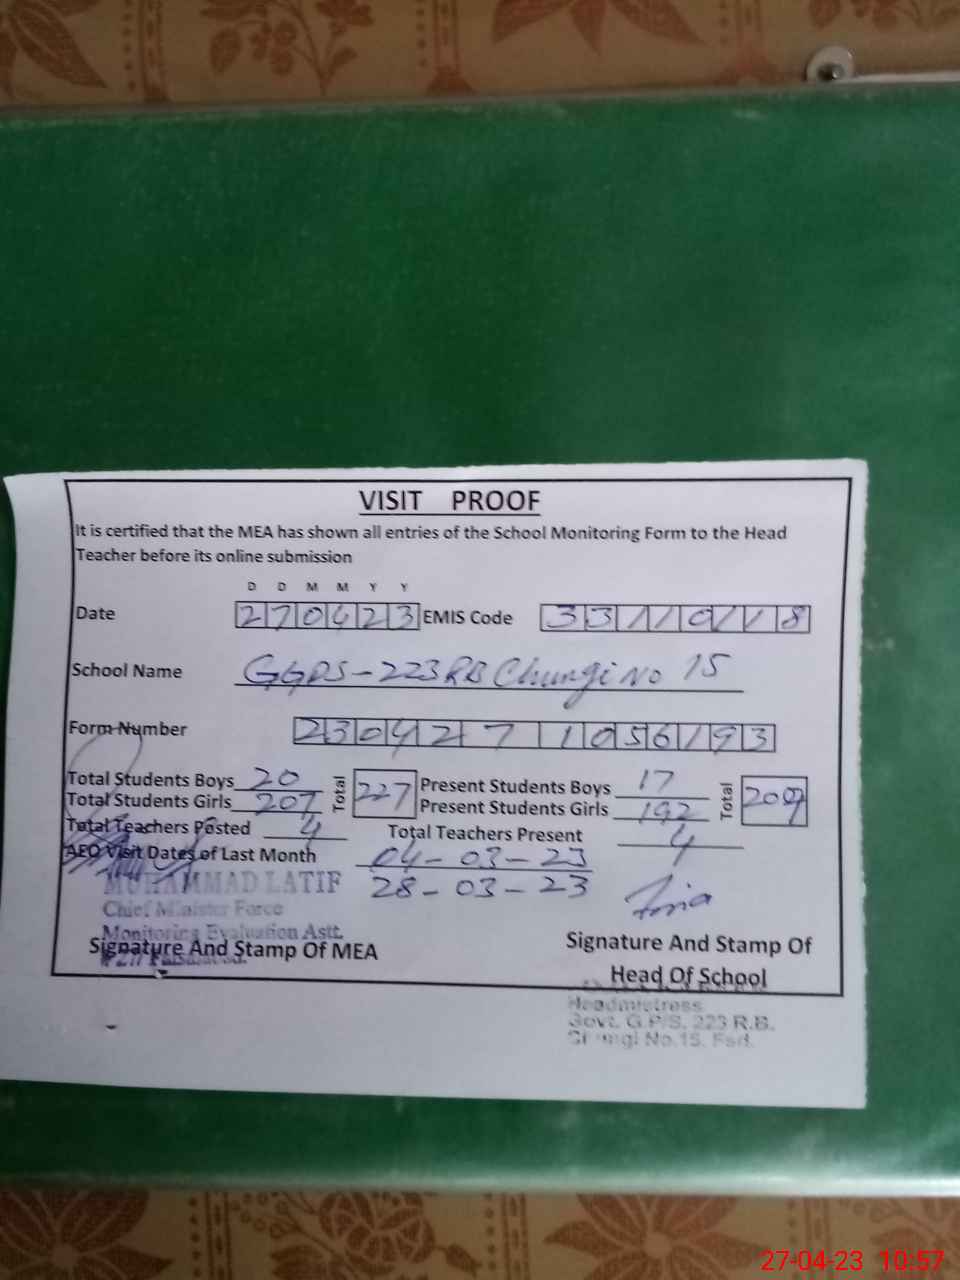 VISIT PROOF
It is certified that the MEA has shown all entries of the School Monitoring Form to the Head
Teacher before its online submission
D D M M Y Y
Date 270423 EMIS Code 33110118
School Name GGPS-223RB Chungi No 15
Form Number 230427 1056193
Total Students Boys 20 Total 227 Present Students Boys 17 Total 209
Total Students Girls 207 Present Students Girls 192
Total Teachers Posted 4 Total Teachers Present 4
AEO Visit Dates of Last Month 04-03-23
28-03-23
MUHAMMAD LATIF
Chief Minister Force
Monitoring Evaluation Astt.
Signature And Stamp Of MEA
Signature And Stamp Of
Head Of School
Headmistress
Govt. G.P/S. 223 R.B.
Chungi No.15. Fsd.
27-04-23 10:57